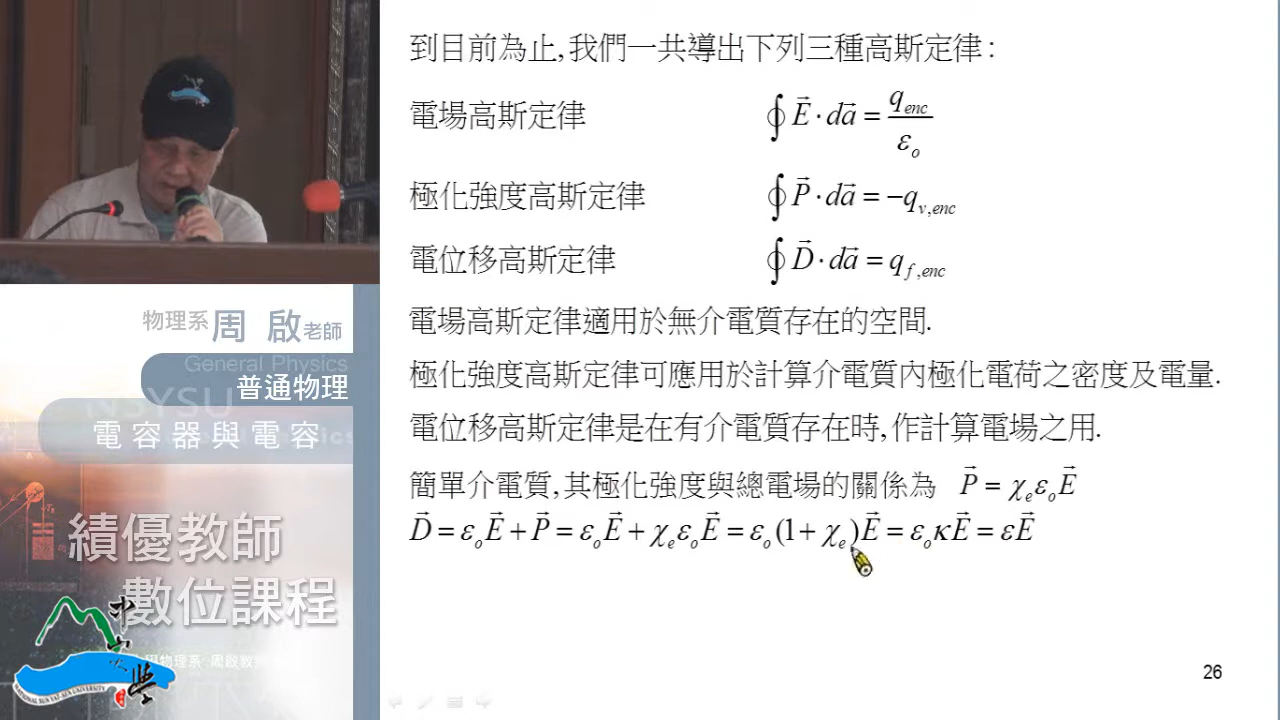 到目前為止, 我們一共導出下列三種高斯定律 :
電場高斯定律 ∮ E⃗ · da⃗ = q_enc / ε_o
極化強度高斯定律 ∮ P⃗ · da⃗ = −q_v,enc
電位移高斯定律 ∮ D⃗ · da⃗ = q_f,enc
電場高斯定律適用於無介電質存在的空間.
極化強度高斯定律可應用於計算介電質內極化電荷之密度及電量.
電位移高斯定律是在有介電質存在時, 作計算電場之用.
簡單介電質, 其極化強度與總電場的關係為 P⃗ = χ_e ε_o E⃗
D⃗ = ε_o E⃗ + P⃗ = ε_o E⃗ + χ_e ε_o E⃗ = ε_o (1 + χ_e) E⃗ = ε_o κ E⃗ = ε E⃗
26
物理系 周 啟 老師
General Physics
普通物理
NSYSU
電容器與電容
績優教師
數位課程